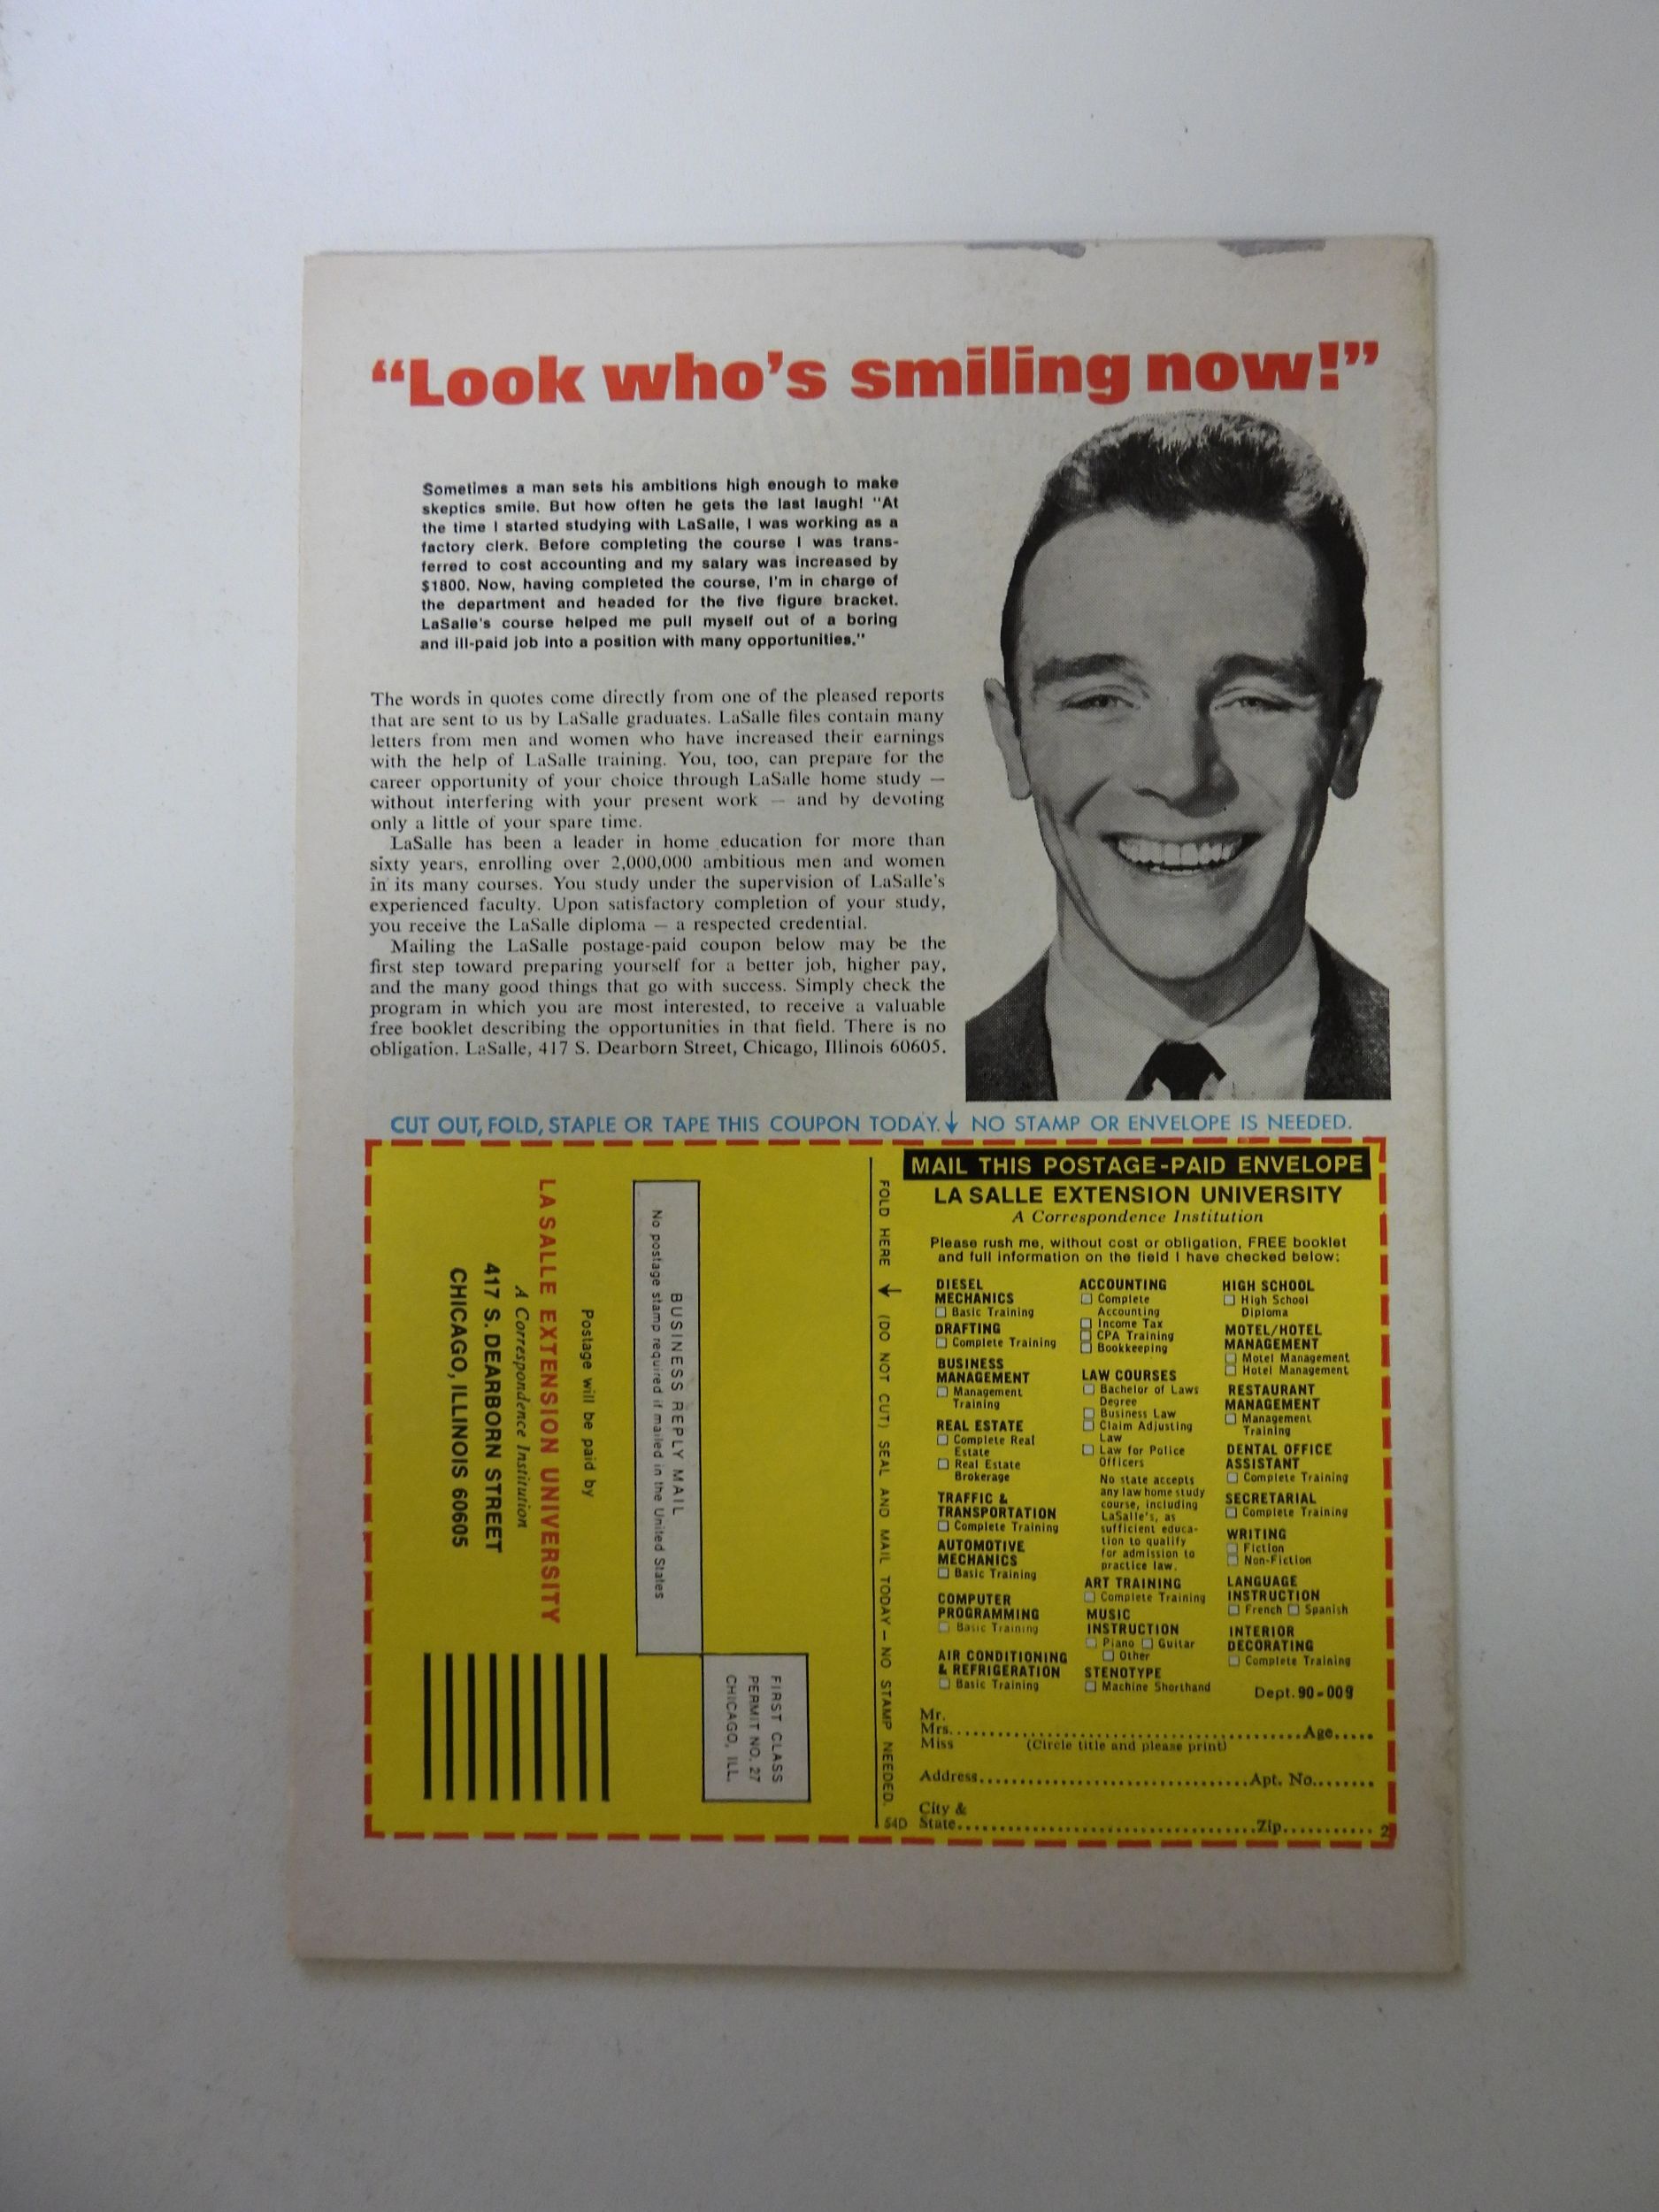 “Look who’s smiling now!”
Sometimes a man sets his ambitions high enough to make
skeptics smile. But how often he gets the last laugh! "At
the time I started studying with LaSalle, I was working as a
factory clerk. Before completing the course I was trans-
ferred to cost accounting and my salary was increased by
$1800. Now, having completed the course, I'm in charge of
the department and headed for the five figure bracket.
LaSalle's course helped me pull myself out of a boring
and ill-paid job into a position with many opportunities."
The words in quotes come directly from one of the pleased reports
that are sent to us by LaSalle graduates. LaSalle files contain many
letters from men and women who have increased their earnings
with the help of LaSalle training. You, too, can prepare for the
career opportunity of your choice through LaSalle home study —
without interfering with your present work — and by devoting
only a little of your spare time.
LaSalle has been a leader in home education for more than
sixty years, enrolling over 2,000,000 ambitious men and women
in its many courses. You study under the supervision of LaSalle's
experienced faculty. Upon satisfactory completion of your study,
you receive the LaSalle diploma — a respected credential.
Mailing the LaSalle postage-paid coupon below may be the
first step toward preparing yourself for a better job, higher pay,
and the many good things that go with success. Simply check the
program in which you are most interested, to receive a valuable
free booklet describing the opportunities in that field. There is no
obligation. LaSalle, 417 S. Dearborn Street, Chicago, Illinois 60605.
CUT OUT, FOLD, STAPLE OR TAPE THIS COUPON TODAY. ↓ NO STAMP OR ENVELOPE IS NEEDED.
FIRST CLASS
PERMIT NO. 27
CHICAGO, ILL.
BUSINESS REPLY MAIL
No postage stamp required if mailed in the United States
Postage will be paid by
LA SALLE EXTENSION UNIVERSITY
A Correspondence Institution
417 S. DEARBORN STREET
CHICAGO, ILLINOIS 60605
FOLD HERE (DO NOT CUT) SEAL AND MAIL TODAY — NO STAMP NEEDED.
54D
MAIL THIS POSTAGE-PAID ENVELOPE
LA SALLE EXTENSION UNIVERSITY
A Correspondence Institution
Please rush me, without cost or obligation, FREE booklet
and full information on the field I have checked below:
DIESEL
MECHANICS
☐ Basic Training
DRAFTING
☐ Complete Training
BUSINESS
MANAGEMENT
☐ Management
Training
REAL ESTATE
☐ Complete Real
Estate
☐ Real Estate
Brokerage
TRAFFIC &
TRANSPORTATION
☐ Complete Training
AUTOMOTIVE
MECHANICS
☐ Basic Training
COMPUTER
PROGRAMMING
☐ Basic Training
AIR CONDITIONING
& REFRIGERATION
☐ Basic Training
ACCOUNTING
☐ Complete
Accounting
☐ Income Tax
☐ CPA Training
☐ Bookkeeping
LAW COURSES
☐ Bachelor of Laws
Degree
☐ Business Law
☐ Claim Adjusting
Law
☐ Law for Police
Officers
No state accepts
any law home study
course, including
LaSalle's, as
sufficient educa-
tion to qualify
for admission to
practice law.
ART TRAINING
☐ Complete Training
MUSIC
INSTRUCTION
☐ Piano ☐ Guitar
☐ Other
STENOTYPE
☐ Machine Shorthand
HIGH SCHOOL
☐ High School
Diploma
MOTEL/HOTEL
MANAGEMENT
☐ Motel Management
☐ Hotel Management
RESTAURANT
MANAGEMENT
☐ Management
Training
DENTAL OFFICE
ASSISTANT
☐ Complete Training
SECRETARIAL
☐ Complete Training
WRITING
☐ Fiction
☐ Non-Fiction
LANGUAGE
INSTRUCTION
☐ French ☐ Spanish
INTERIOR
DECORATING
☐ Complete Training
Dept. 90-009
Mr.
Mrs. Age
Miss (Circle title and please print)
Address Apt. No.
City &
State Zip 2